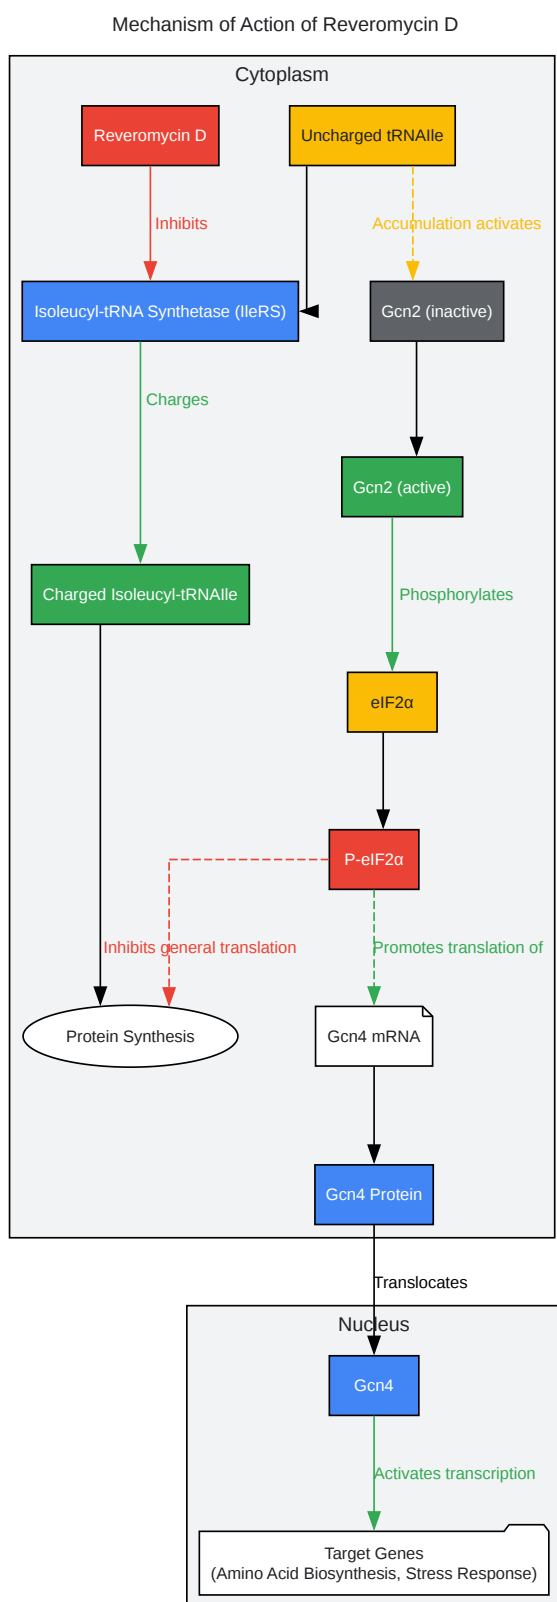 Mechanism of Action of Reveromycin D
Cytoplasm
Reveromycin D
Uncharged tRNAIle
Inhibits
Accumulation activates
Isoleucyl-tRNA Synthetase (IleRS)
Gcn2 (inactive)
Charges
Gcn2 (active)
Charged Isoleucyl-tRNAIle
Phosphorylates
eIF2α
P-eIF2α
Inhibits general translation
Promotes translation of
Protein Synthesis
Gcn4 mRNA
Gcn4 Protein
Translocates
Nucleus
Gcn4
Activates transcription
Target Genes
(Amino Acid Biosynthesis, Stress Response)